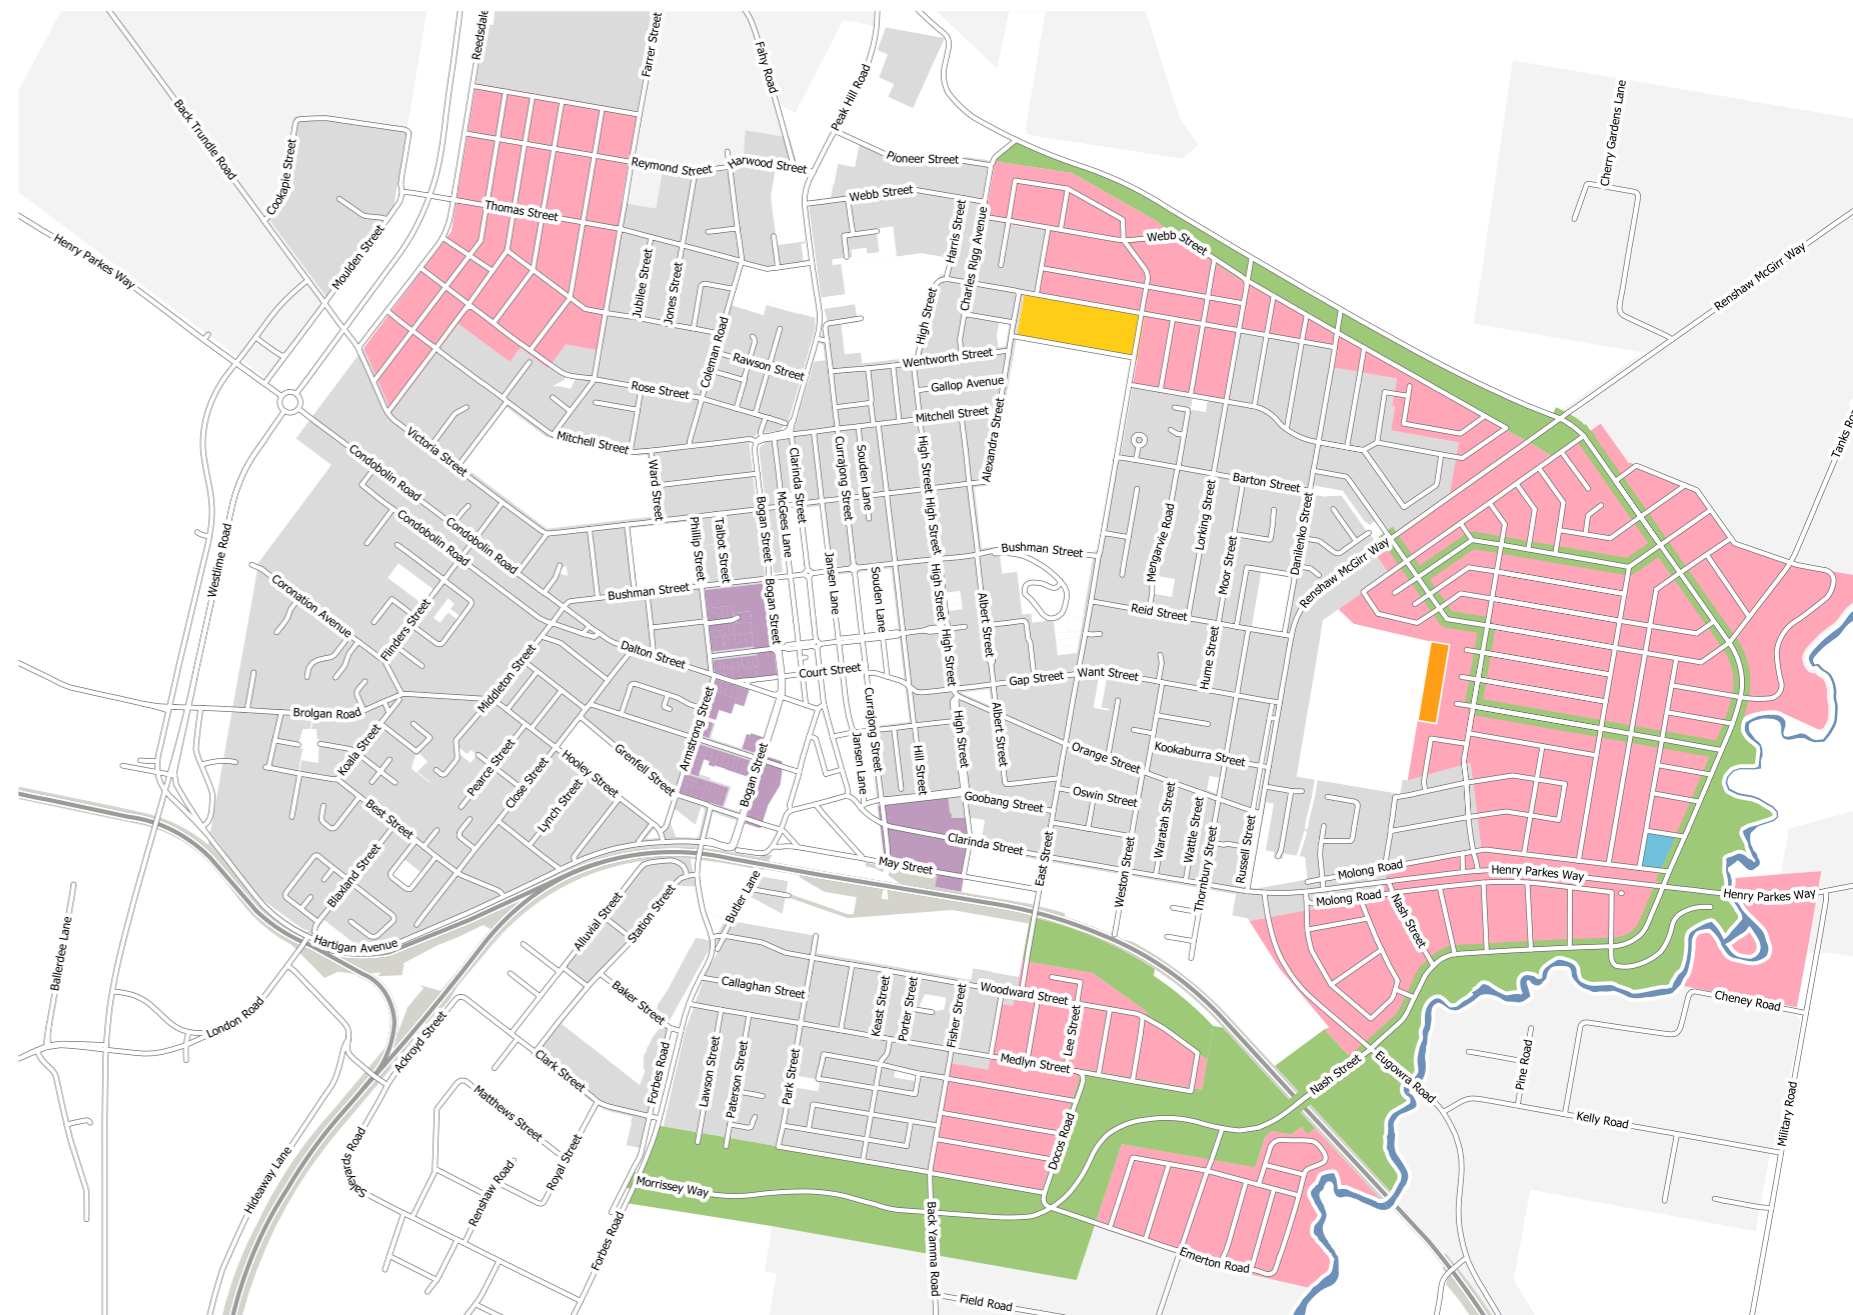 Reedsdale
Farrer Street
Fahy Road
Peak Hill Road
Cherry Gardens Lane
Back Trundle Road
Cookapie Street
Reymond Street
Harwood Street
Pioneer Street
Webb Street
Thomas Street
Harris Street
Charles Rigg Avenue
Webb Street
Henry Parkes Way
Moulden Street
Jubilee Street
Jones Street
Renshaw McGirr Way
High Street
Coleman Road
Rawson Street
Wentworth Street
Gallop Avenue
Rose Street
Mitchell Street
Alexandra Street
Victoria Street
Mitchell Street
Condobolin Road
Ward Street
Clarinda Street
Currajong Street
Souden Lane
High Street
Tanks Ro
Barton Street
Condobolin Road
Condobolin Road
Phillip Street
Talbot Street
Bogan Street
McGees Lane
High Street
Mengarvie Road
Lorking Street
Danilenko Street
Westlime Road
Bushman Street
Renshaw McGirr Way
Coronation Avenue
Bushman Street
Bogan Street
Jansen Lane
Souden Lane
High Street
Albert Street
Moor Street
Reid Street
Flinders Street
Dalton Street
Court Street
High Street
Gap Street
Want Street
Hume Street
Middleton Street
Brolgan Road
Armstrong Street
Currajong Street
High Street
Albert Street
Koala Street
Pearce Street
Close Street
Hooley Street
Grenfell Street
Bogan Street
Jansen Lane
Hill Street
Orange Street
Kookaburra Street
Best Street
Lynch Street
Goobang Street
Oswin Street
Waratah Street
Wattle Street
Clarinda Street
May Street
East Street
Weston Street
Thornbury Street
Russell Street
Molong Road
Henry Parkes Way
Henry Parkes Way
Molong Road
Nash Street
Blaxland Street
Butler Lane
Ballerdee Lane
Hartigan Avenue
Alluvial Street
Station Street
London Road
Baker Street
Callaghan Street
Keast Street
Porter Street
Fisher Street
Woodward Street
Lee Street
Cheney Road
Ackroyd Street
Clark Street
Forbes Road
Lawson Street
Paterson Street
Park Street
Medlyn Street
Nash Street
Eugowra Road
Pine Road
Kelly Road
Military Road
Matthews Street
Royal Street
Docos Road
Saleyards Road
Hideaway Lane
Renshaw Road
Morrissey Way
Forbes Road
Back Yamma Road
Emerton Road
Field Road